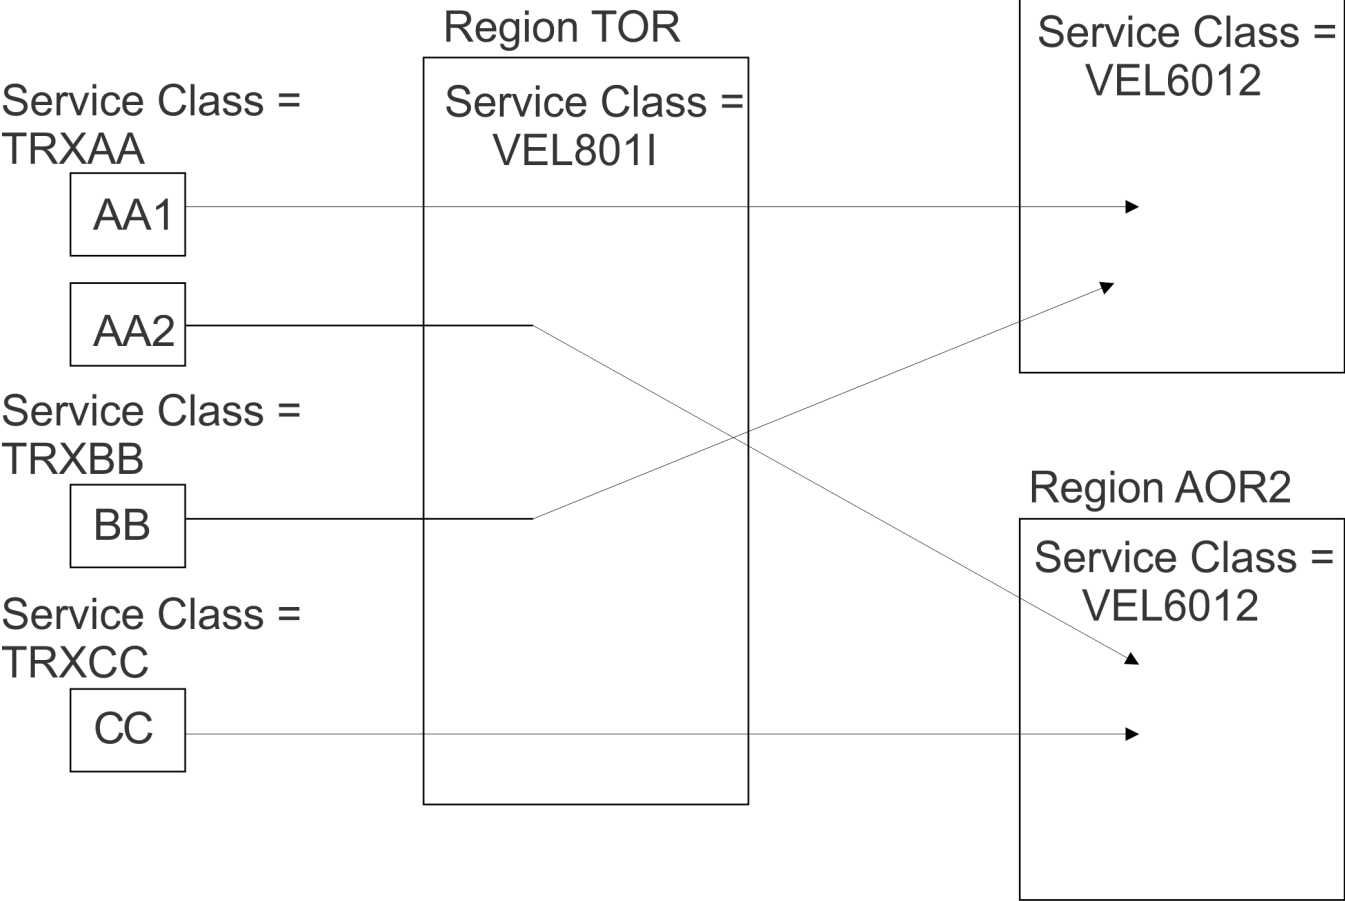 Region TOR
Service Class =
VEL6012
Service Class =
TRXAA
Service Class =
VEL801I
AA1
AA2
Service Class =
TRXBB
BB
Region AOR2
Service Class =
VEL6012
Service Class =
TRXCC
CC